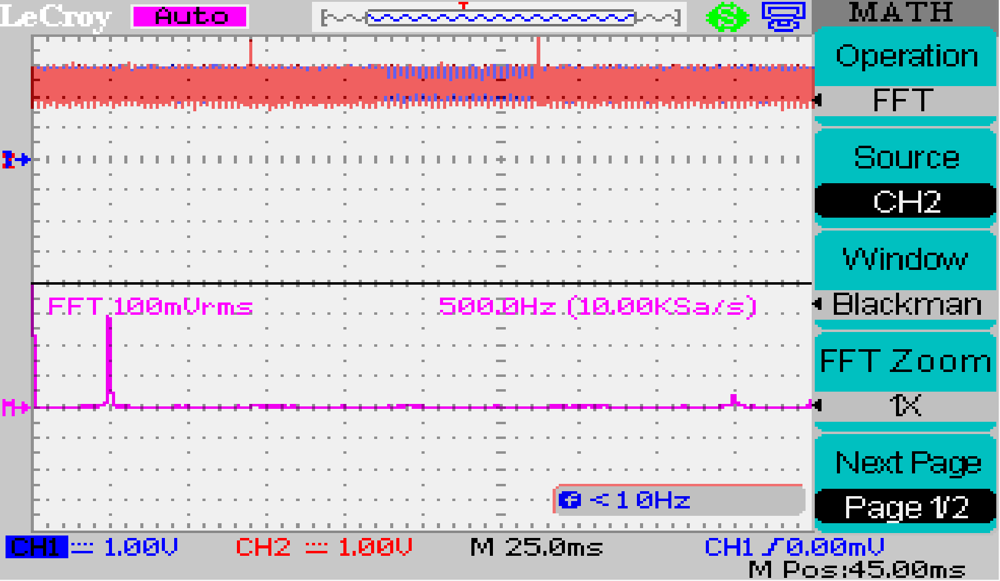 LeCroy Auto T S MATH
Operation
FFT
Source
CH2
FFT 100mVrms 500.0Hz (10.00KSa/s)
Window
Blackman
FFT Zoom
M
1X
Next Page
f <10Hz
Page 1/2
CH1 1.00V CH2 1.00V M 25.0ms CH1 0.00mV
M Pos:45.00ms